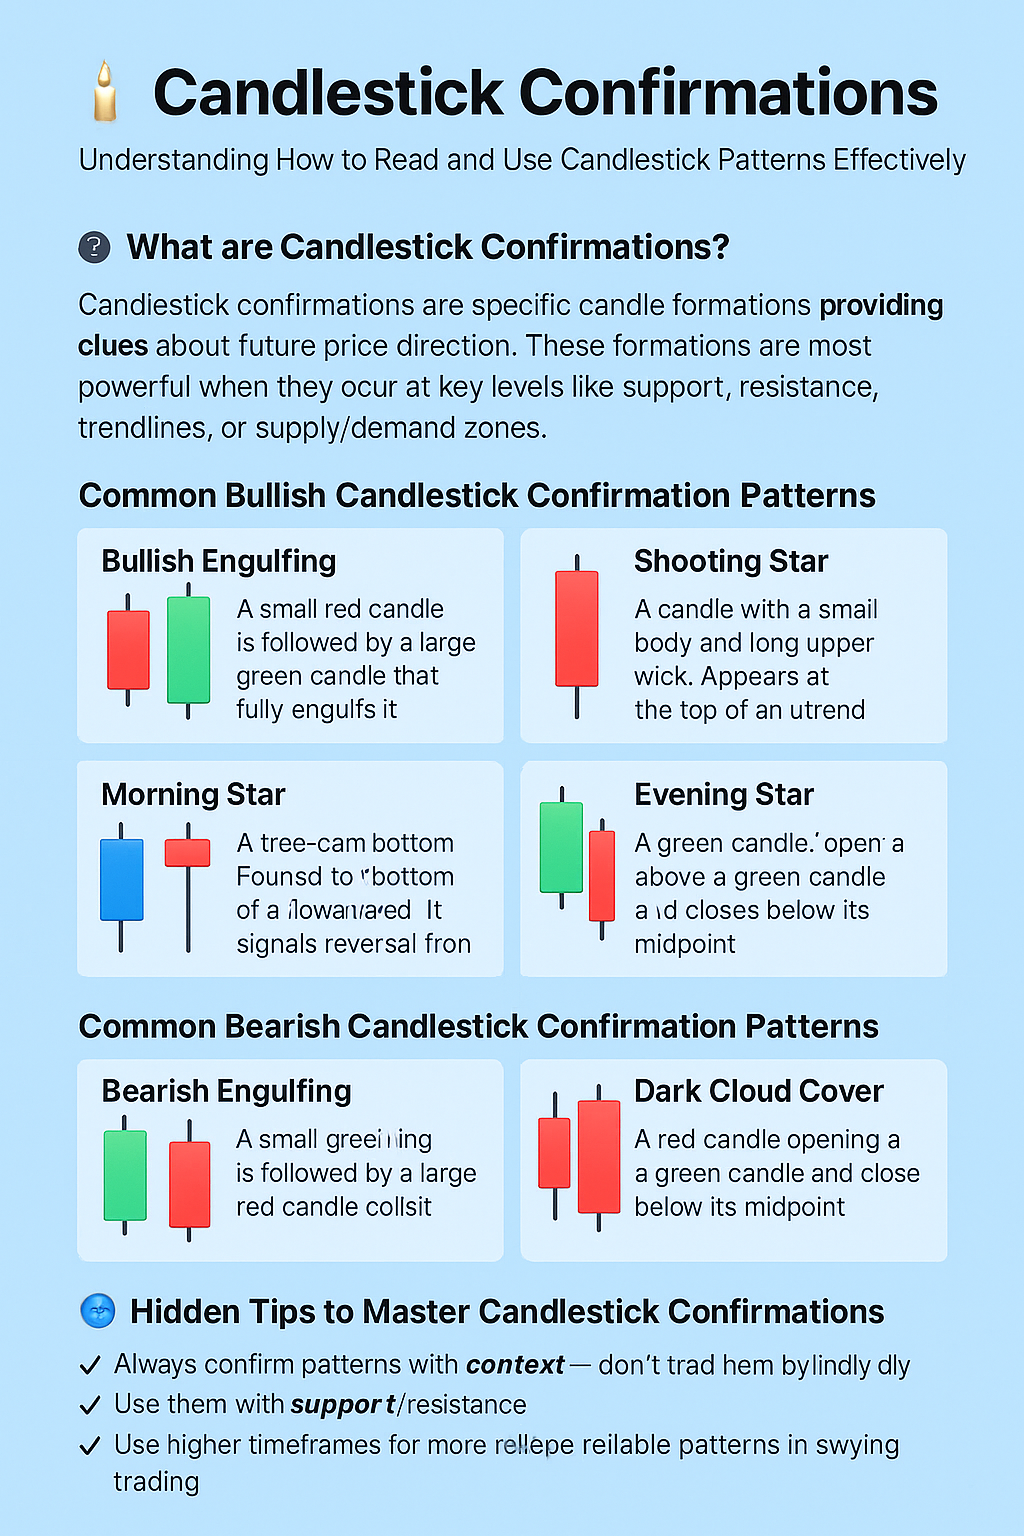 Candlestick Confirmations
Understanding How to Read and Use Candlestick Patterns Effectively
? What are Candlestick Confirmations?
Candlestick confirmations are specific candle formations providing
clues about future price direction. These formations are most
powerful when they ocur at key levels like support, resistance,
trendlines, or supply/demand zones.
Common Bullish Candlestick Confirmation Patterns
Bullish Engulfing
A small red candle
is followed by a large
green candle that
fully engulfs it
Shooting Star
A candle with a smail
body and long upper
wick. Appears at
the top of an utrend
Morning Star
A tree-cam bottom
Founsd to bottom
of a It
signals reversal fron
Evening Star
A green candle. open a
above a green candle
a d closes below its
midpoint
Common Bearish Candlestick Confirmation Patterns
Bearish Engulfing
A small ing
is followed by a large
red candle collsit
Dark Cloud Cover
A red candle opening a
a green candle and close
below its midpoint
Hidden Tips to Master Candlestick Confirmations
✓ Always confirm patterns with context — don't trad hem bylindly dly
✓ Use them with support/resistance
✓ Use higher timeframes for more reilable patterns in swying
trading